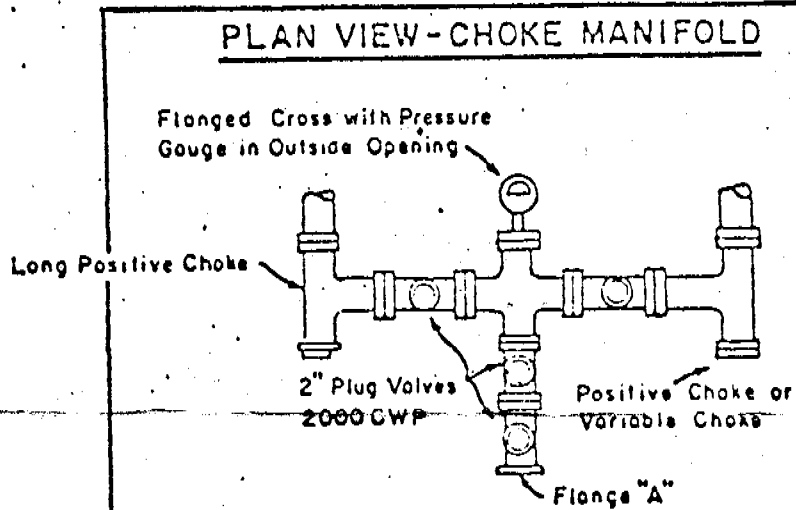 PLAN VIEW-CHOKE MANIFOLD
Flanged Cross with Pressure
Gauge in Outside Opening
Long Positive Choke
2" Plug Valves
2000 CWP
Positive Choke or
Variable Choke
Flange "A"